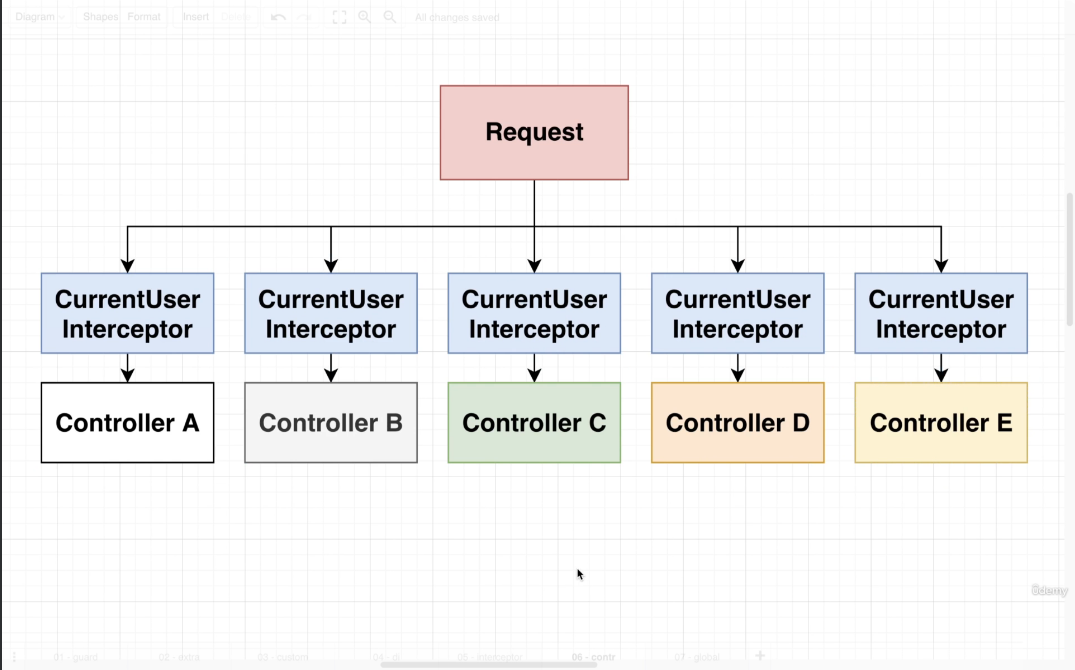 Diagram Shapes Format Insert Delete All changes saved
Request
CurrentUser CurrentUser CurrentUser CurrentUser CurrentUser
Interceptor Interceptor Interceptor Interceptor Interceptor
Controller A Controller B Controller C Controller D Controller E
Udemy
01 - guard 02 - extra 03 - custom 04 - di 05 - interceptor 06 - contr 07 - global